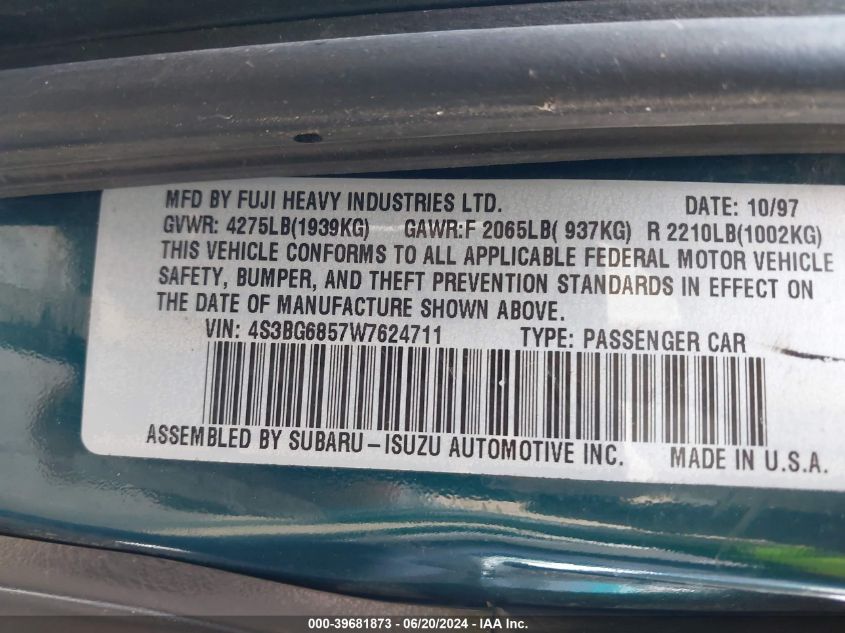 MFD BY FUJI HEAVY INDUSTRIES LTD. DATE: 10/97
GVWR: 4275LB(1939KG) GAWR:F 2065LB( 937KG) R 2210LB(1002KG)
THIS VEHICLE CONFORMS TO ALL APPLICABLE FEDERAL MOTOR VEHICLE
SAFETY, BUMPER, AND THEFT PREVENTION STANDARDS IN EFFECT ON
THE DATE OF MANUFACTURE SHOWN ABOVE.
VIN: 4S3BG6857W7624711 TYPE: PASSENGER CAR
ASSEMBLED BY SUBARU-ISUZU AUTOMOTIVE INC. MADE IN U.S.A.
000-39681873 - 06/20/2024 - IAA Inc.